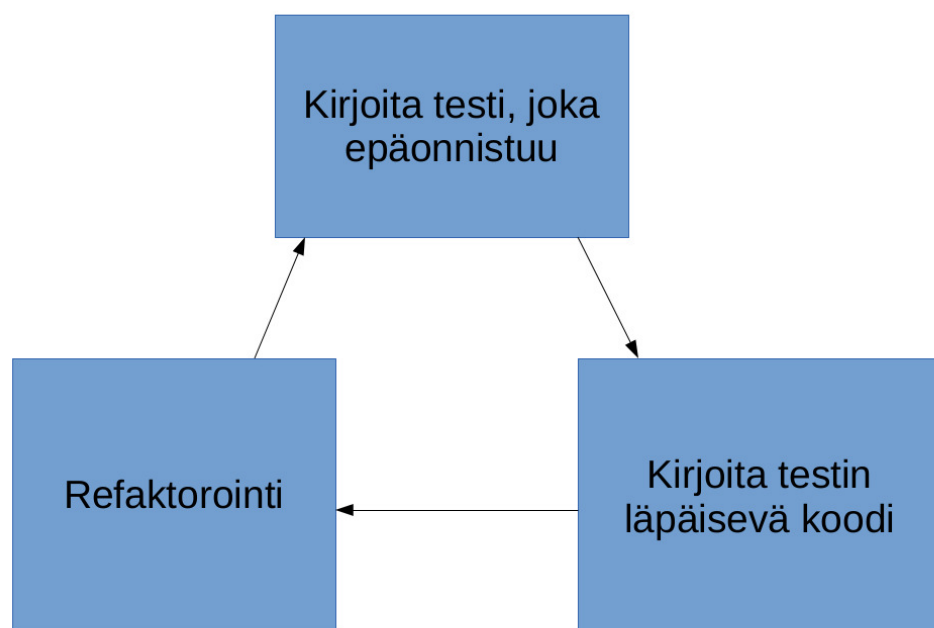 Kirjoita testi, joka
epäonnistuu
Kirjoita testin
läpäisevä koodi
Refaktorointi